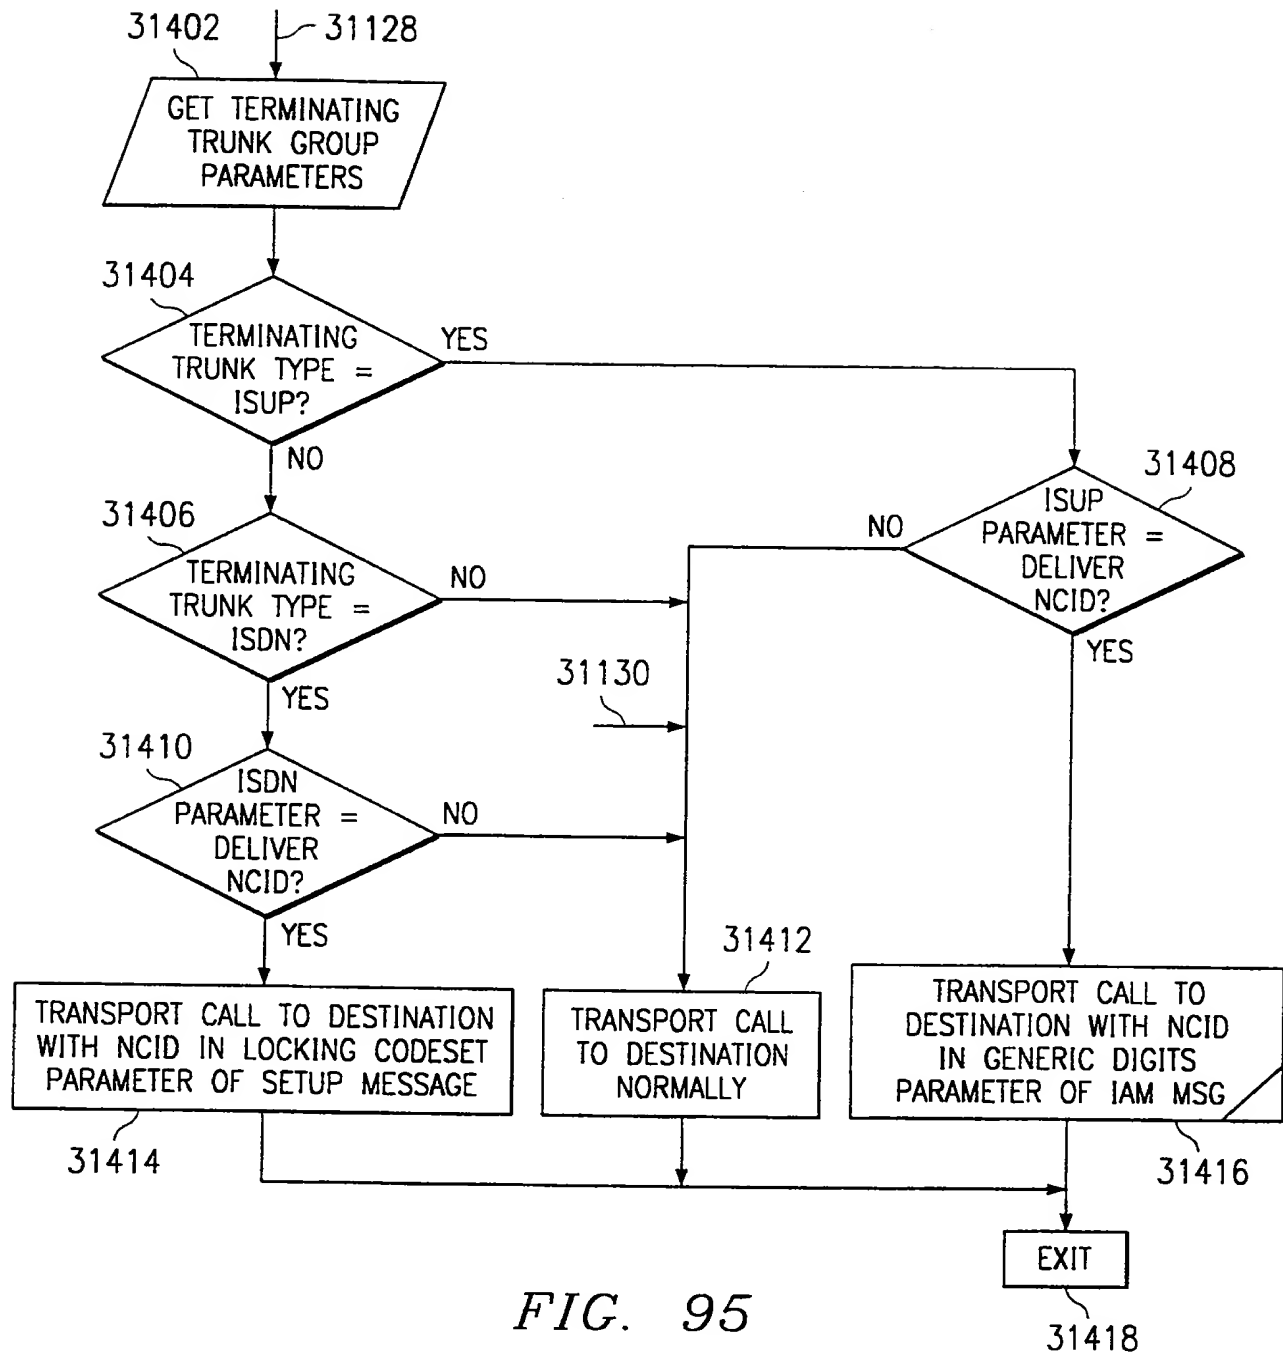 31402
31128
GET TERMINATING
TRUNK GROUP
PARAMETERS
31404
TERMINATING
TRUNK TYPE =
ISUP?
YES
NO
31406
TERMINATING
TRUNK TYPE =
ISDN?
NO
YES
31408
ISUP
PARAMETER =
DELIVER
NCID?
NO
YES
31130
31410
ISDN
PARAMETER =
DELIVER
NCID?
NO
YES
TRANSPORT CALL TO DESTINATION
WITH NCID IN LOCKING CODESET
PARAMETER OF SETUP MESSAGE
31414
31412
TRANSPORT CALL
TO DESTINATION
NORMALLY
TRANSPORT CALL TO
DESTINATION WITH NCID
IN GENERIC DIGITS
PARAMETER OF IAM MSG
31416
EXIT
31418
FIG. 95